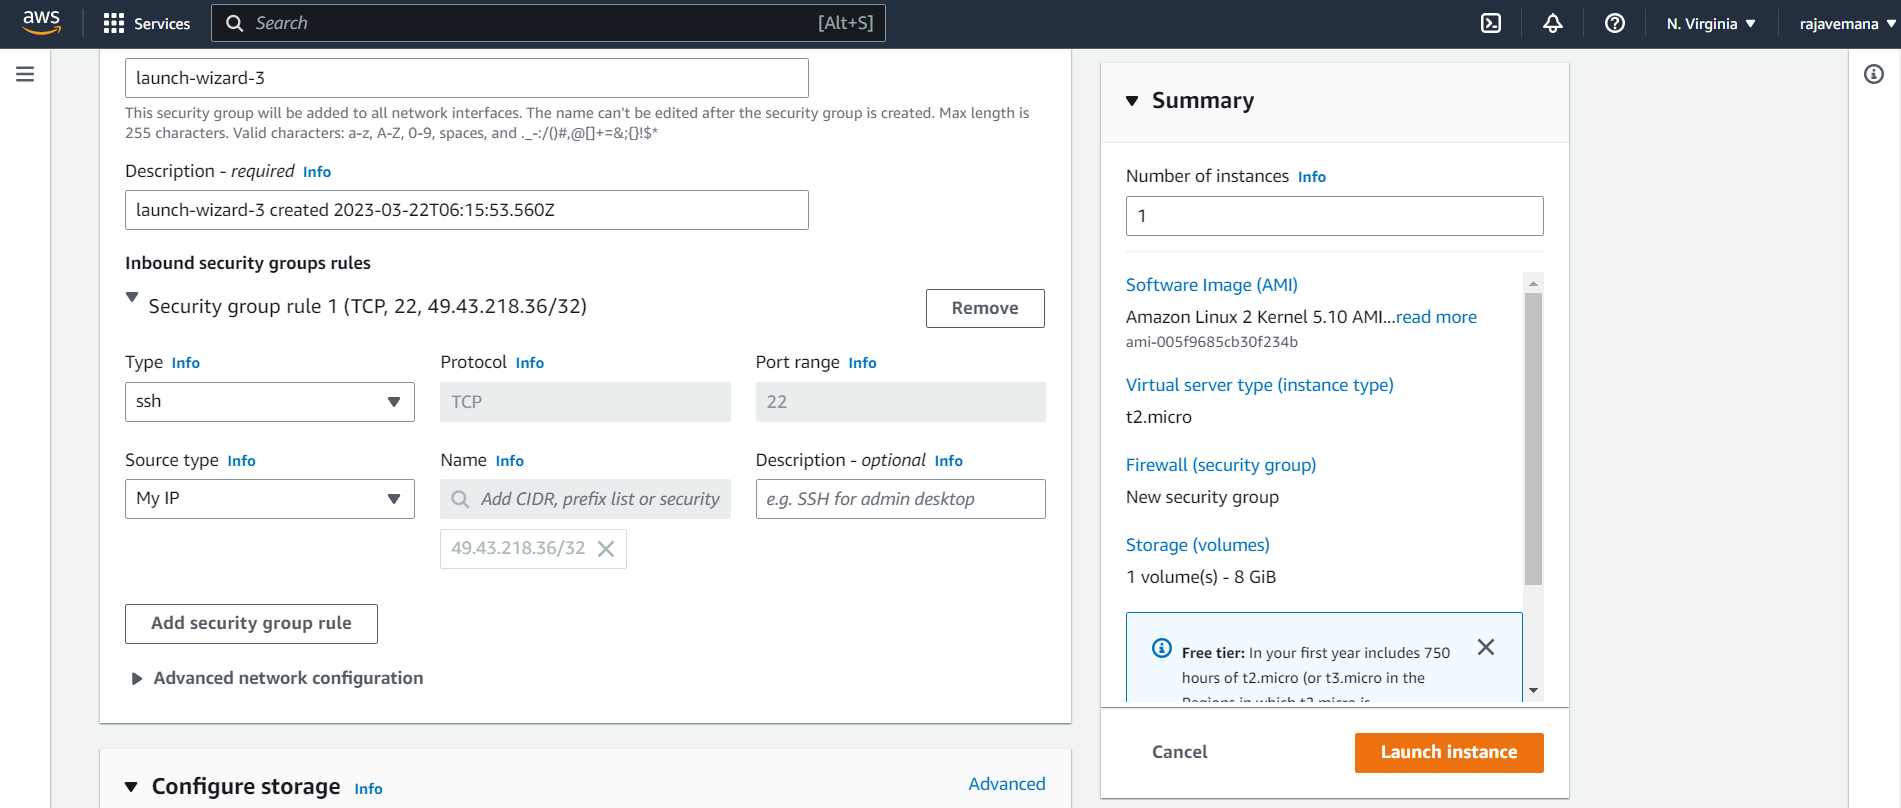 aws
Services
Search
[Alt+S]
N. Virginia
rajavemana
launch-wizard-3
This security group will be added to all network interfaces. The name can't be edited after the security group is created. Max length is
255 characters. Valid characters: a-z, A-Z, 0-9, spaces, and ._-:/()#,@[]+=&;{}!$*
Description - required Info
launch-wizard-3 created 2023-03-22T06:15:53.560Z
Inbound security groups rules
Security group rule 1 (TCP, 22, 49.43.218.36/32)
Remove
Type Info
Protocol Info
Port range Info
ssh
TCP
22
Source type Info
Name Info
Description - optional Info
My IP
Add CIDR, prefix list or security
e.g. SSH for admin desktop
49.43.218.36/32
Add security group rule
Advanced network configuration
Configure storage Info
Advanced
Summary
Number of instances Info
1
Software Image (AMI)
Amazon Linux 2 Kernel 5.10 AMI...read more
ami-005f9685cb30f234b
Virtual server type (instance type)
t2.micro
Firewall (security group)
New security group
Storage (volumes)
1 volume(s) - 8 GiB
Free tier: In your first year includes 750
hours of t2.micro (or t3.micro in the
Regions in which t2.micro is
Cancel
Launch instance